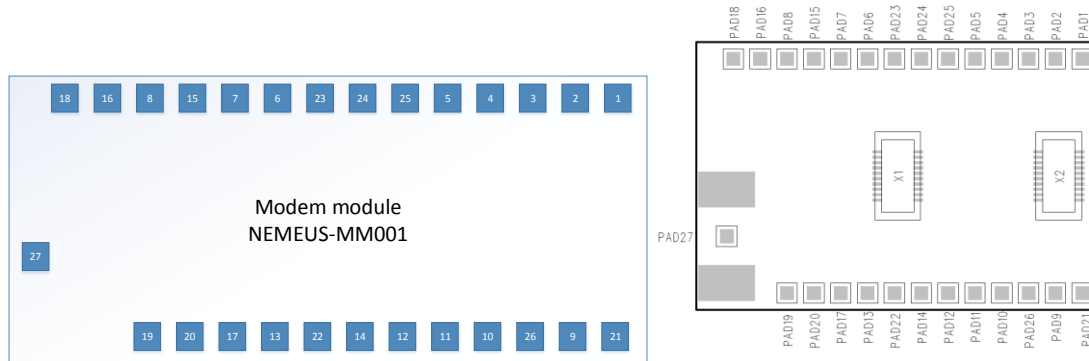 18 16 8 15 7 6 23 24 25 5 4 3 2 1
Modem module
NEMEUS-MM001
27
19 20 17 13 22 14 12 11 10 26 9 21
PAD18 PAD16 PAD8 PAD15 PAD7 PAD6 PAD23 PAD24 PAD25 PAD5 PAD4 PAD3 PAD2 PAD1
X1 X2
PAD27
PAD19 PAD20 PAD17 PAD13 PAD22 PAD14 PAD12 PAD11 PAD10 PAD26 PAD9 PAD21